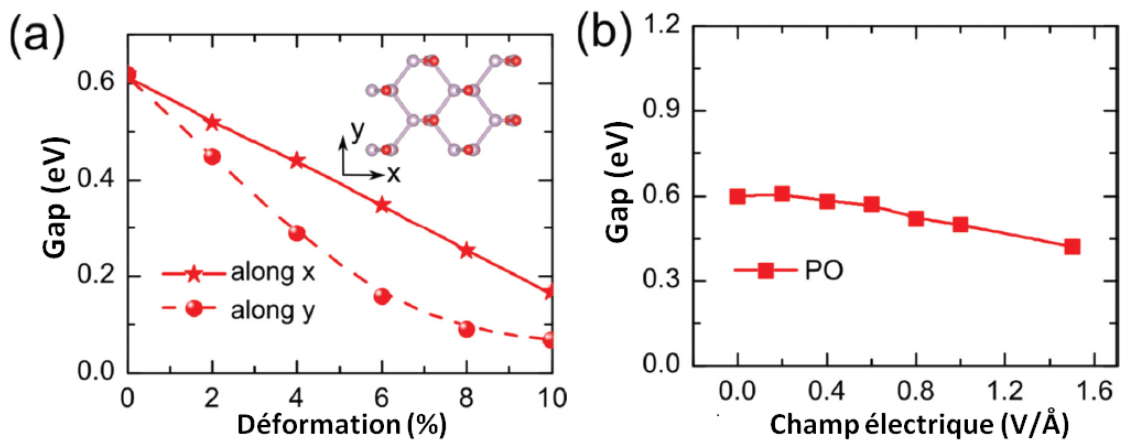 (a)
Gap (eV)
0.6
0.4
0.2
0.0
y
x
along x
along y
0
2
4
6
8
10
Déformation (%)
(b)
Gap (eV)
1.2
0.9
0.6
0.3
0.0
PO
0.0
0.4
0.8
1.2
1.6
Champ électrique (V/Å)